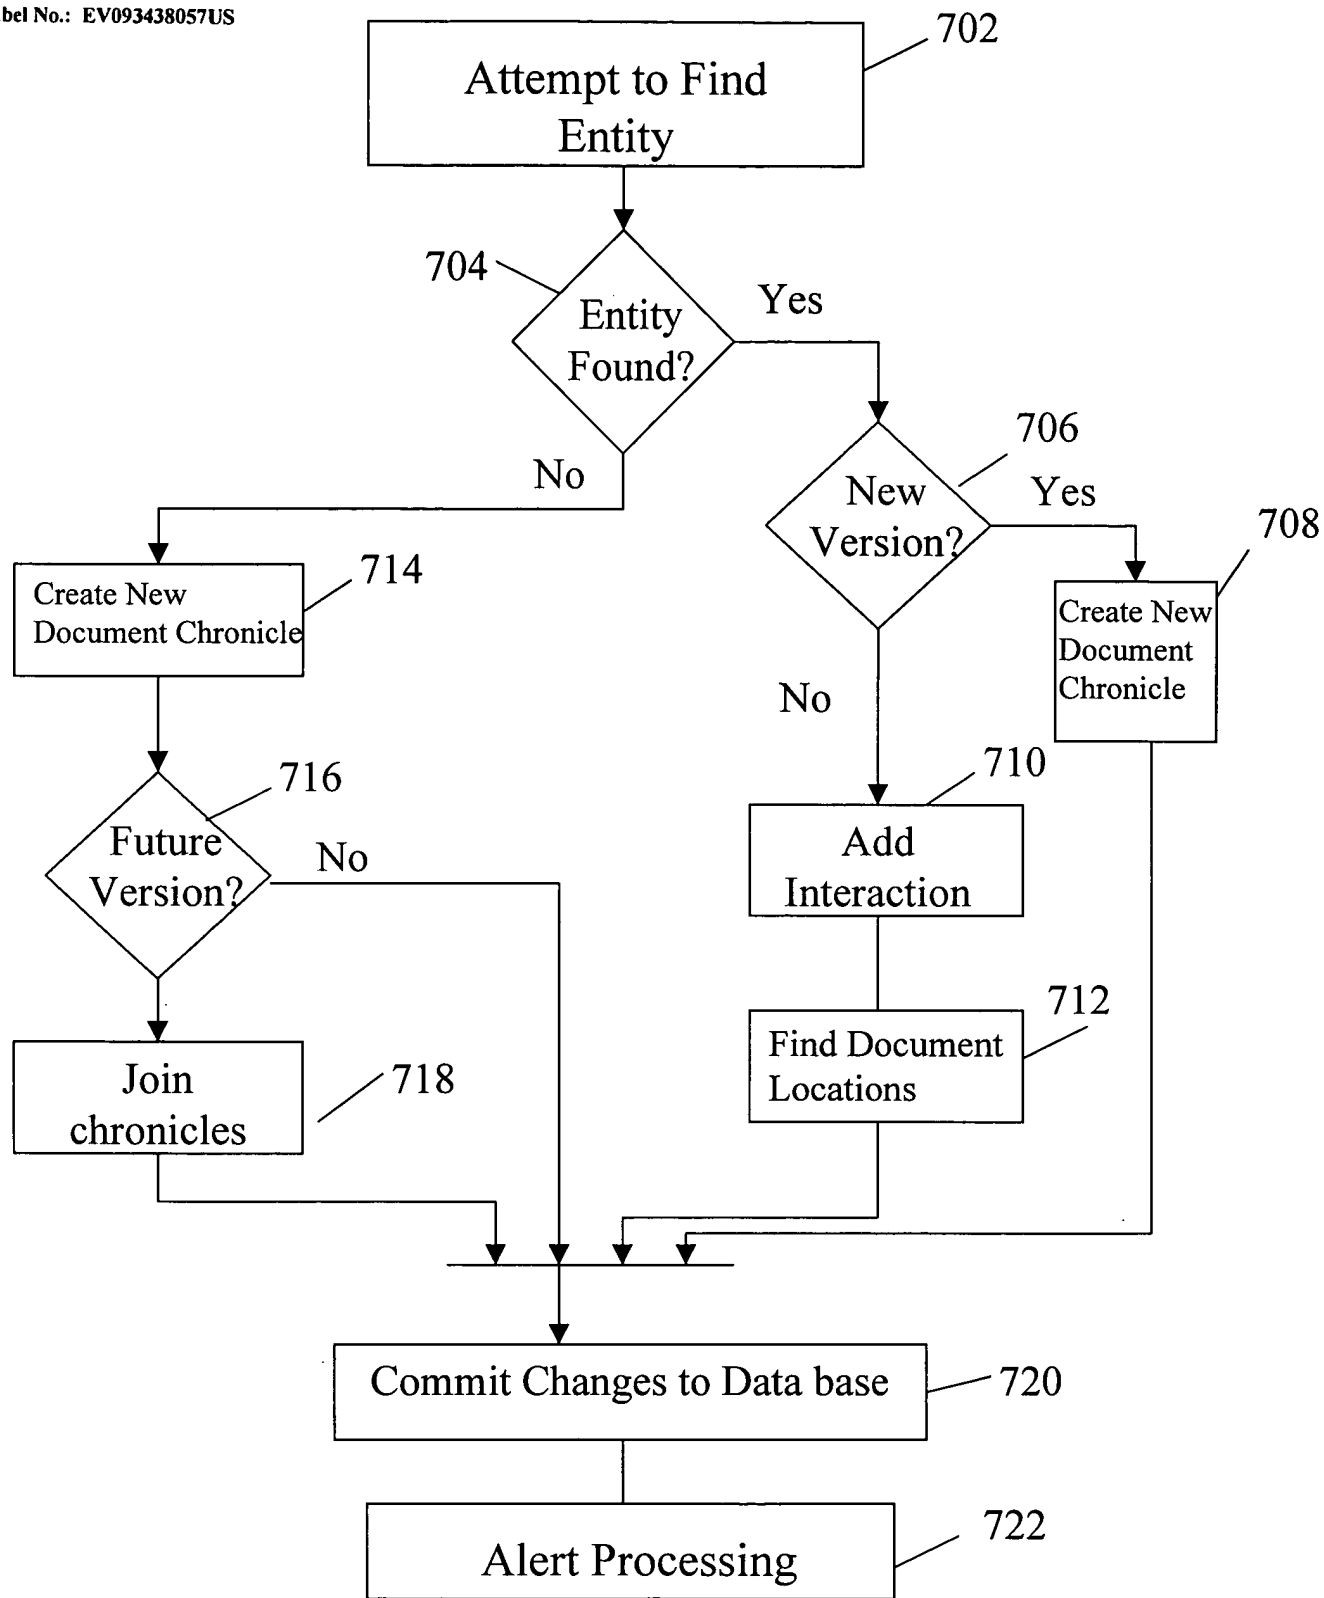 bel No.: EV093438057US
702
Attempt to Find
Entity
704
Entity
Found?
Yes
No
706
New
Version?
Yes
708
Create New
Document
Chronicle
714
Create New
Document Chronicle
No
710
Add
Interaction
716
Future
Version?
No
712
Find Document
Locations
718
Join
chronicles
Commit Changes to Data base
720
Alert Processing
722